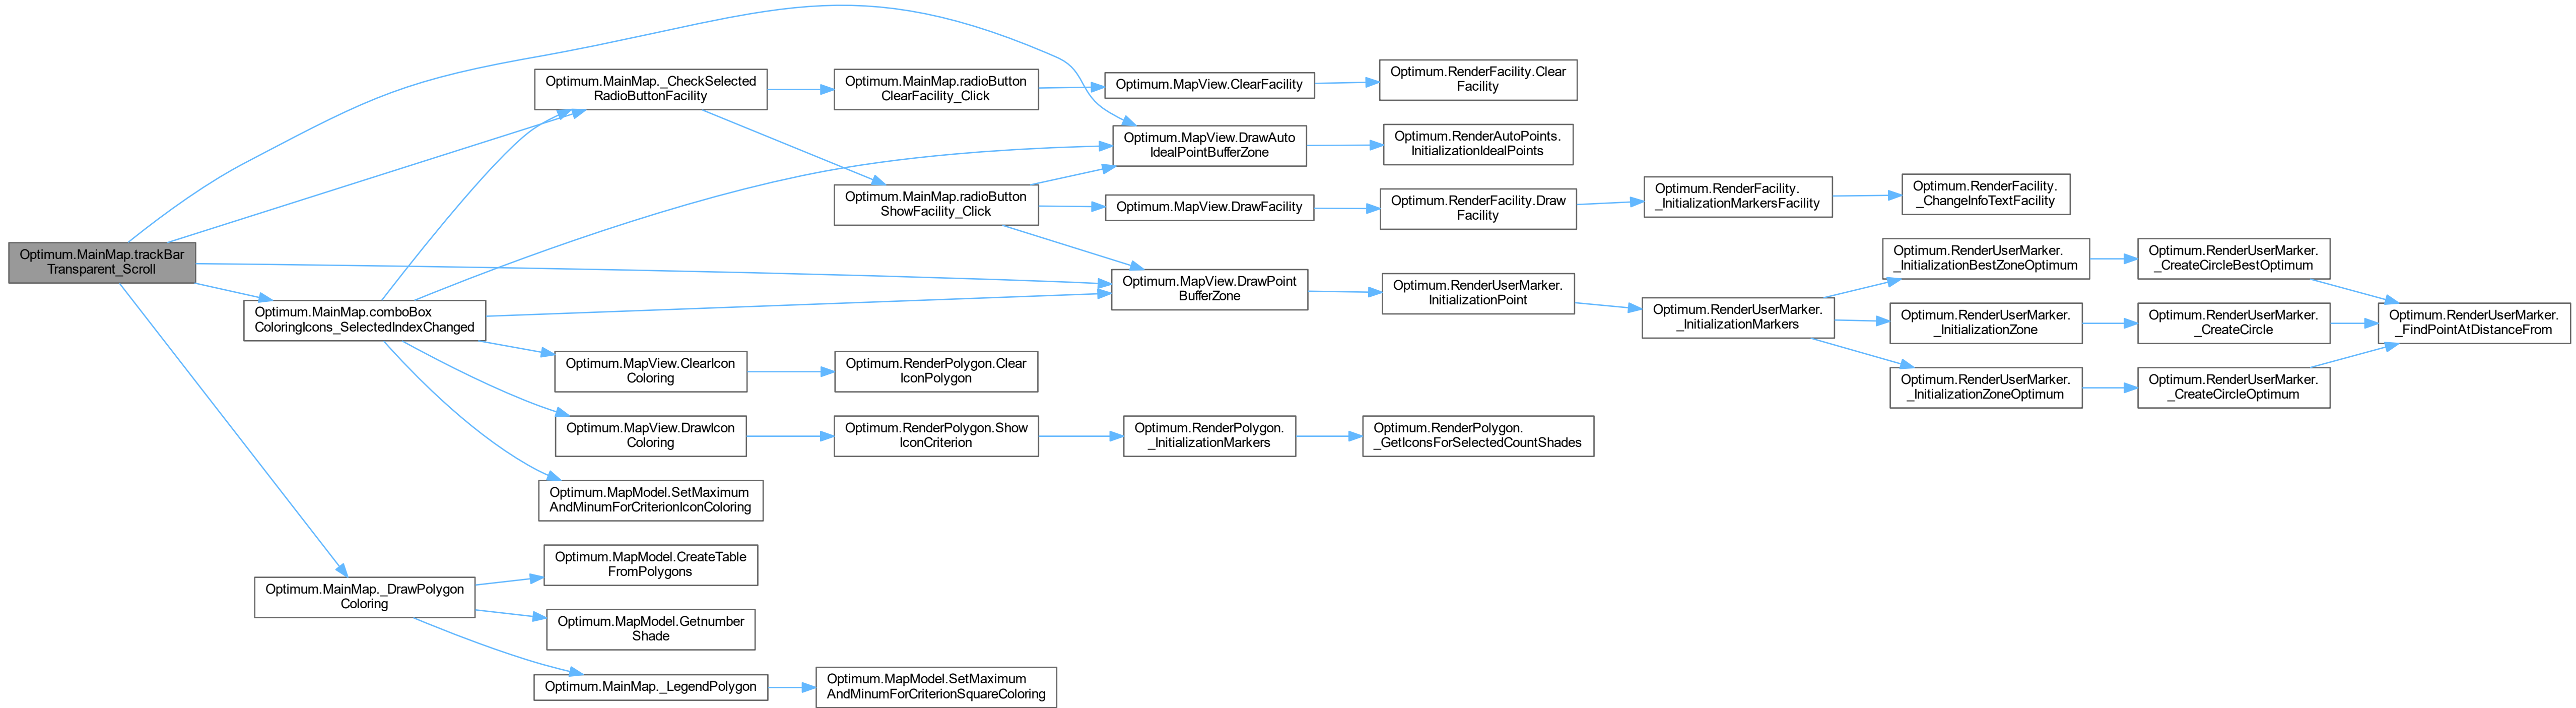 Optimum.MainMap.trackBar
Transparent_Scroll
Optimum.MainMap._CheckSelected
RadioButtonFacility
Optimum.MainMap.radioButton
ClearFacility_Click
Optimum.MapView.ClearFacility
Optimum.RenderFacility.Clear
Facility
Optimum.MapView.DrawAuto
IdealPointBufferZone
Optimum.RenderAutoPoints.
InitializationIdealPoints
Optimum.MainMap.radioButton
ShowFacility_Click
Optimum.MapView.DrawFacility
Optimum.RenderFacility.Draw
Facility
Optimum.RenderFacility.
_InitializationMarkersFacility
Optimum.RenderFacility.
_ChangeInfoTextFacility
Optimum.MapView.DrawPoint
BufferZone
Optimum.RenderUserMarker.
InitializationPoint
Optimum.RenderUserMarker.
_InitializationMarkers
Optimum.RenderUserMarker.
_InitializationBestZoneOptimum
Optimum.RenderUserMarker.
_CreateCircleBestOptimum
Optimum.RenderUserMarker.
_InitializationZone
Optimum.RenderUserMarker.
_CreateCircle
Optimum.RenderUserMarker.
_FindPointAtDistanceFrom
Optimum.RenderUserMarker.
_InitializationZoneOptimum
Optimum.RenderUserMarker.
_CreateCircleOptimum
Optimum.MainMap.comboBox
ColoringIcons_SelectedIndexChanged
Optimum.MapView.ClearIcon
Coloring
Optimum.RenderPolygon.Clear
IconPolygon
Optimum.MapView.DrawIcon
Coloring
Optimum.RenderPolygon.Show
IconCriterion
Optimum.RenderPolygon.
_InitializationMarkers
Optimum.RenderPolygon.
_GetIconsForSelectedCountShades
Optimum.MapModel.SetMaximum
AndMinumForCriterionIconColoring
Optimum.MainMap._DrawPolygon
Coloring
Optimum.MapModel.CreateTable
FromPolygons
Optimum.MapModel.Getnumber
Shade
Optimum.MainMap._LegendPolygon
Optimum.MapModel.SetMaximum
AndMinumForCriterionSquareColoring